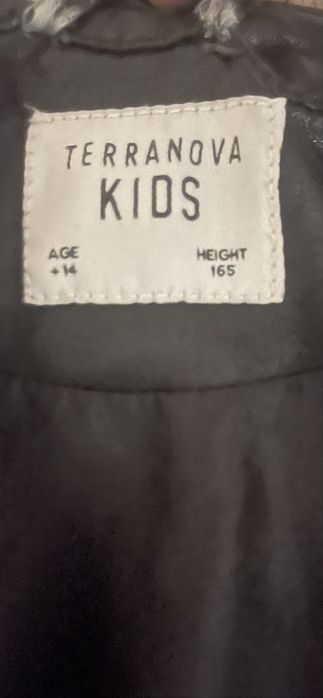 TERRANOVA
KIDS
AGE HEIGHT
+14 165